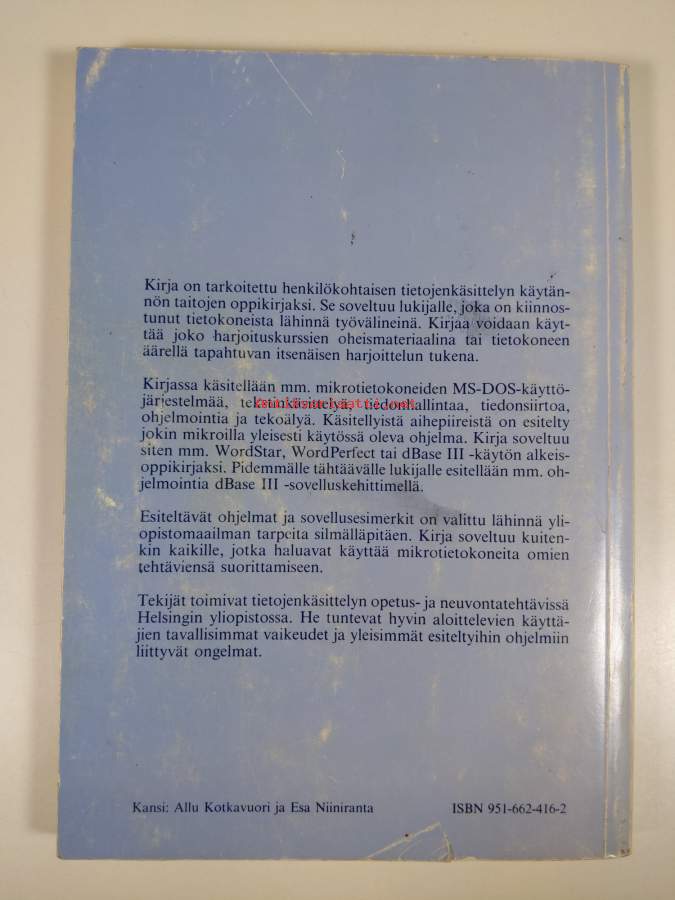 Kirja on tarkoitettu henkilökohtaisen tietojenkäsittelyn käytän-
nön taitojen oppikirjaksi. Se soveltuu lukijalle, joka on kiinnos-
tunut tietokoneista lähinnä työvälineinä. Kirjaa voidaan käyt-
tää joko harjoituskurssien oheismateriaalina tai tietokoneen
äärellä tapahtuvan itsenäisen harjoittelun tukena.
Kirjassa käsitellään mm. mikrotietokoneiden MS-DOS-käyttö-
järjestelmää, tekstinkäsittelyä, tiedonhallintaa, tiedonsiirtoa,
ohjelmointia ja tekoälyä. Käsitellyistä aihepiireistä on esitelty
jokin mikroilla yleisesti käytössä oleva ohjelma. Kirja soveltuu
siten mm. WordStar, WordPerfect tai dBase III -käytön alkeis-
oppikirjaksi. Pidemmälle tähtäävälle lukijalle esitellään mm. oh-
jelmointia dBase III -sovelluskehittimellä.
Esiteltävät ohjelmat ja sovellusesimerkit on valittu lähinnä yli-
opistomaailman tarpeita silmälläpitäen. Kirja soveltuu kuiten-
kin kaikille, jotka haluavat käyttää mikrotietokoneita omien
tehtäviensä suorittamiseen.
Tekijät toimivat tietojenkäsittelyn opetus- ja neuvontatehtävissä
Helsingin yliopistossa. He tuntevat hyvin aloittelevien käyttä-
jien tavallisimmat vaikeudet ja yleisimmät esiteltyihin ohjelmiin
liittyvät ongelmat.
Kansi: Allu Kotkavuori ja Esa Niiniranta ISBN 951-662-416-2